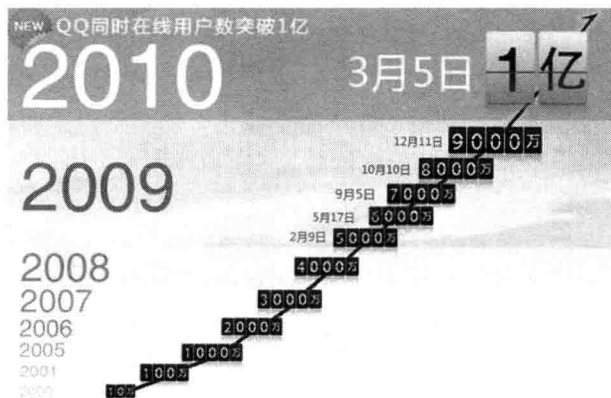 NEW QQ同时在线用户数突破1亿
2010 3月5日 1亿
12月11日 9000万
2009 10月10日 8000万
9月5日 7000万
5月17日 6000万
2月9日 5000万
2008 4000万
2007 3000万
2006 2000万
2005 1000万
2001 100万
2000 10万